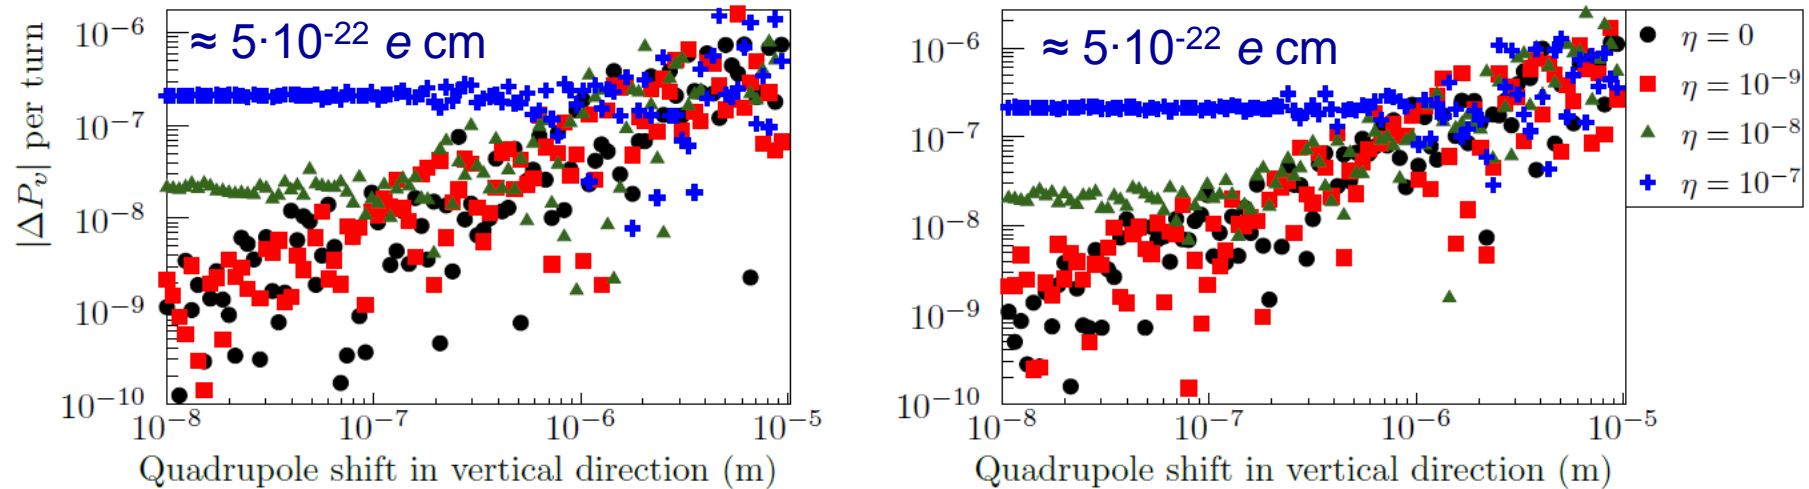 |ΔPᵥ| per turn
10⁻⁶
10⁻⁷
10⁻⁸
10⁻⁹
10⁻¹⁰
≈ 5·10⁻²² e cm
10⁻⁸ 10⁻⁷ 10⁻⁶ 10⁻⁵
Quadrupole shift in vertical direction (m)
10⁻⁶
10⁻⁷
10⁻⁸
10⁻⁹
10⁻¹⁰
≈ 5·10⁻²² e cm
10⁻⁸ 10⁻⁷ 10⁻⁶ 10⁻⁵
Quadrupole shift in vertical direction (m)
η = 0
η = 10⁻⁹
η = 10⁻⁸
η = 10⁻⁷